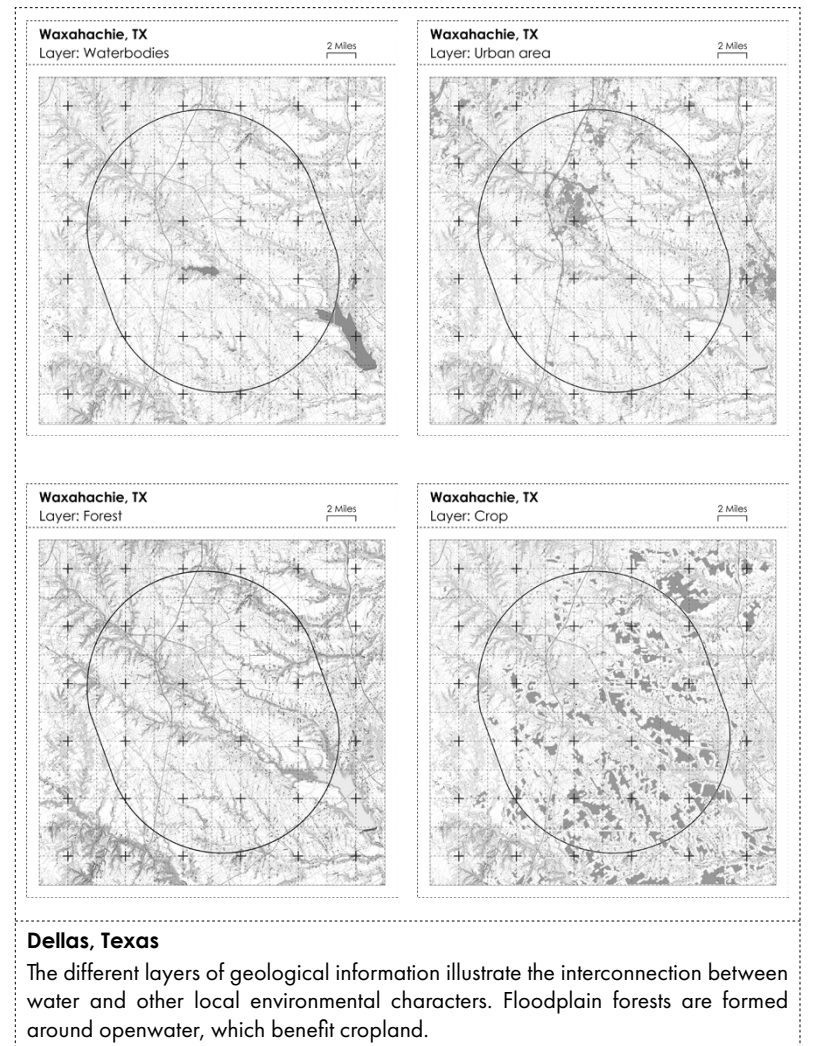 Waxahachie, TX
Layer: Waterbodies
2 Miles
Waxahachie, TX
Layer: Urban area
2 Miles
Waxahachie, TX
Layer: Forest
2 Miles
Waxahachie, TX
Layer: Crop
2 Miles
Dellas, Texas
The different layers of geological information illustrate the interconnection between
water and other local environmental characters. Floodplain forests are formed
around openwater, which benefit cropland.